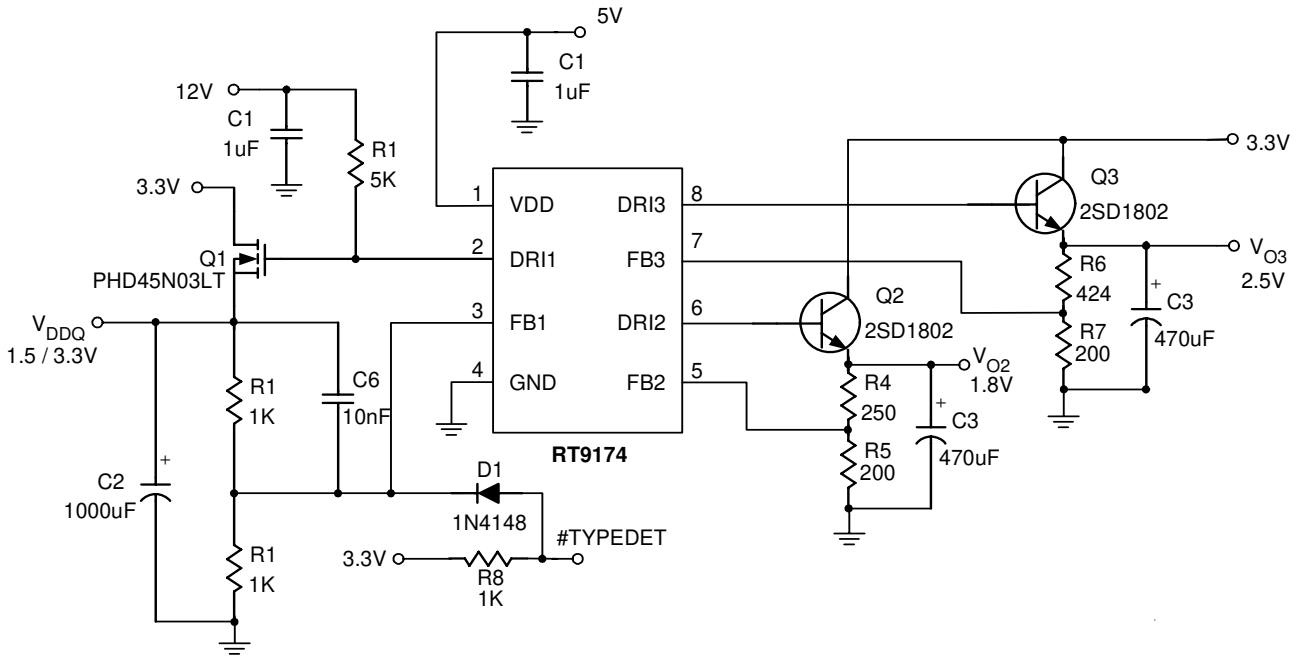 5V
C1
1uF
12V
C1
1uF
R1
5K
3.3V
Q1
PHD45N03LT
VDDQ
1.5 / 3.3V
R1
1K
C6
10nF
C2
1000uF
R1
1K
1
VDD
2
DRI1
3
FB1
4
GND
DRI3
8
FB3
7
DRI2
6
FB2
5
RT9174
D1
1N4148
#TYPEDET
3.3V
R8
1K
3.3V
Q3
2SD1802
VO3
2.5V
R6
424
R7
200
+
C3
470uF
Q2
2SD1802
VO2
1.8V
R4
250
R5
200
+
C3
470uF
+